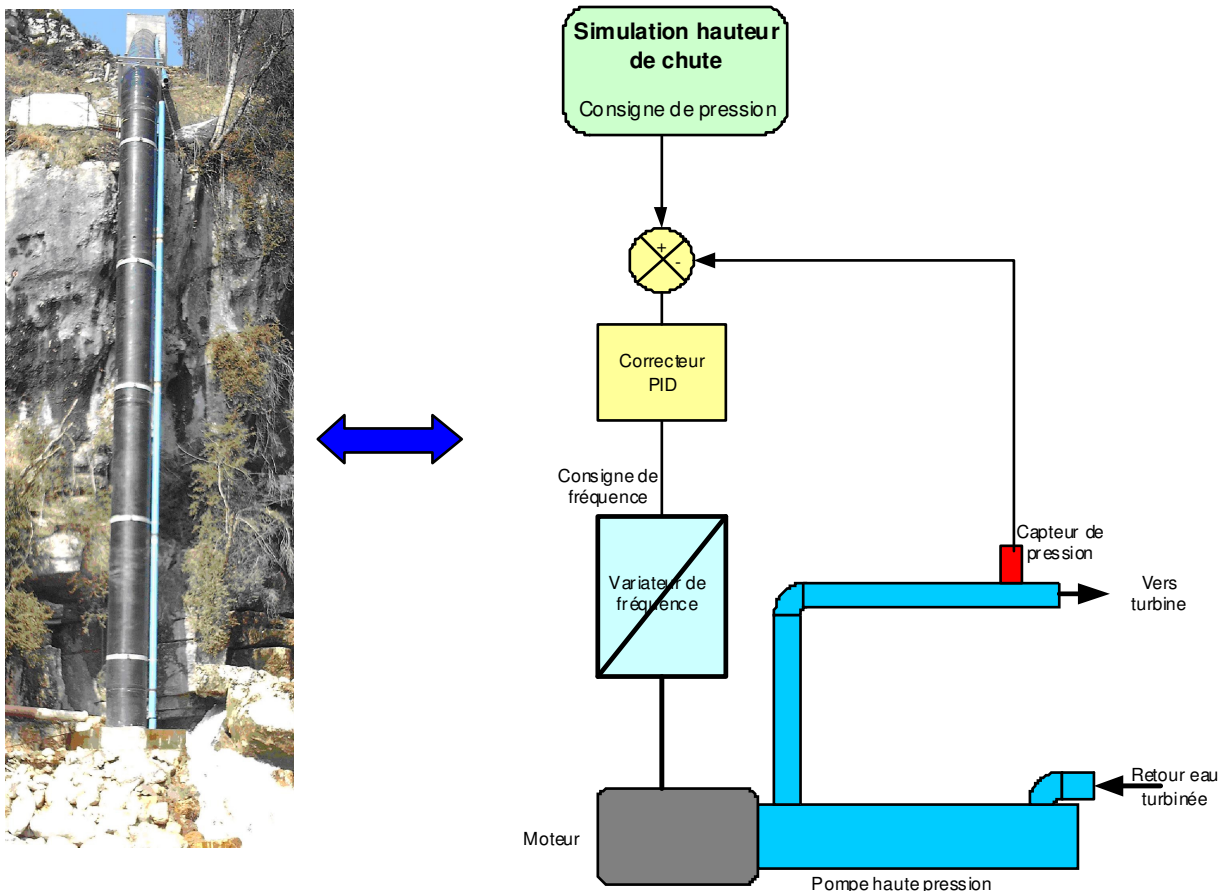 Simulation hauteur
de chute
Consigne de pression
+
-
Correcteur
PID
Consigne de
fréquence
Variateur de
fréquence
Capteur de
pression
Vers
turbine
Retour eau
turbinée
Moteur
Pompe haute pression